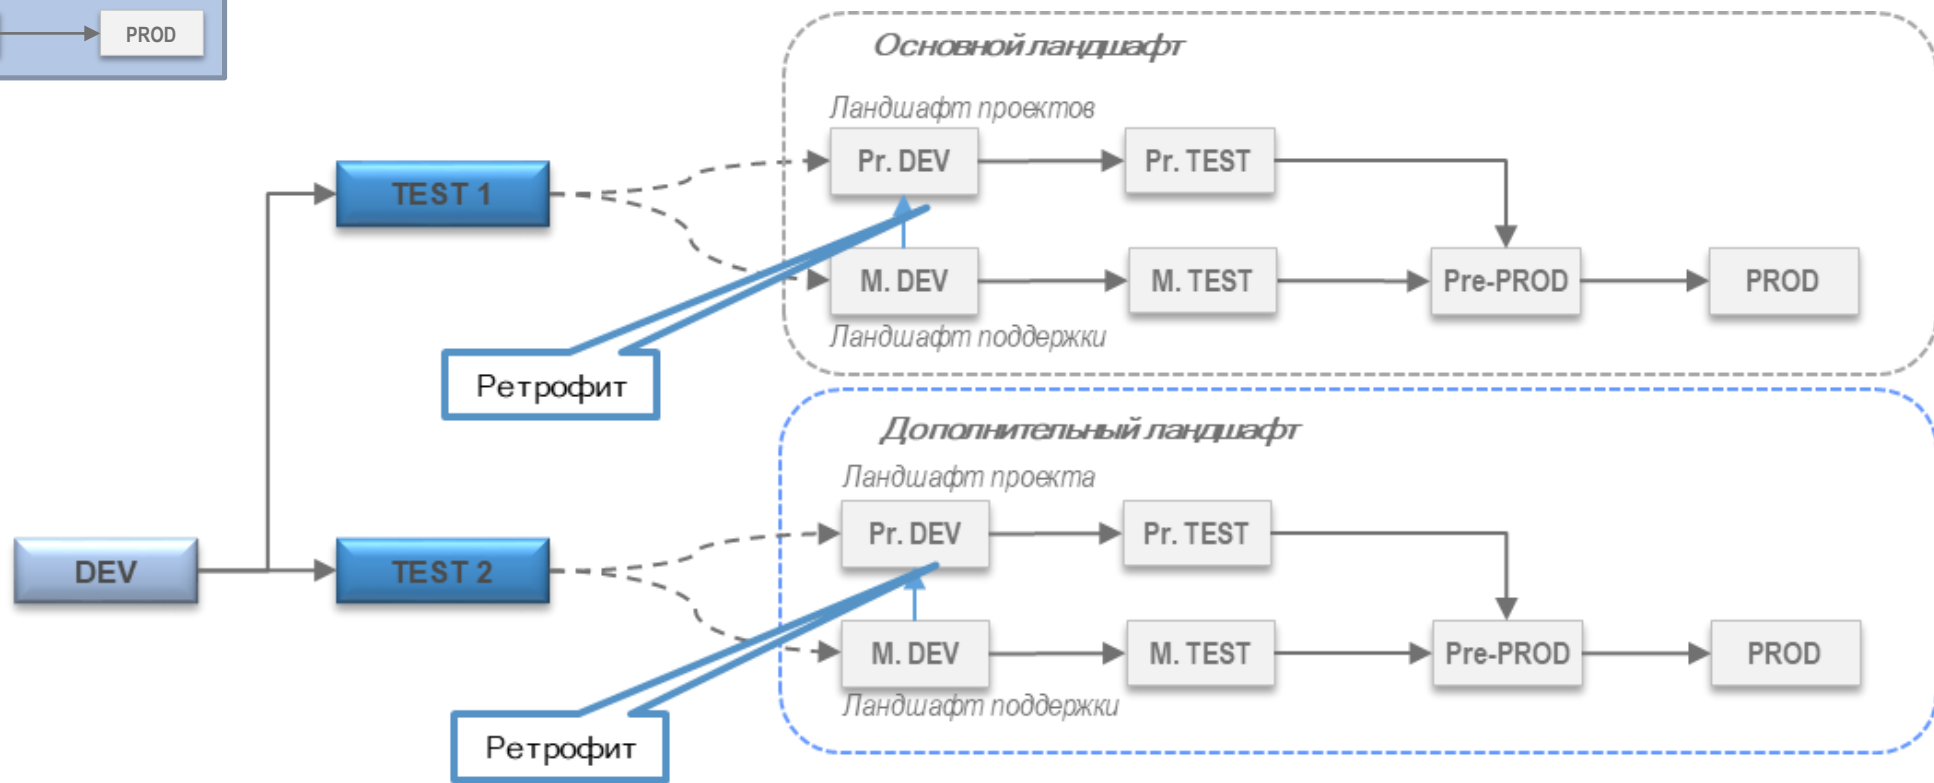 PROD
Основной ландшафт
Ландшафт проектов
Pr. DEV
Pr. TEST
TEST 1
M. DEV
M. TEST
Pre-PROD
PROD
Ландшафт поддержки
Ретрофит
Дополнительный ландшафт
Ландшафт проекта
Pr. DEV
Pr. TEST
DEV
TEST 2
M. DEV
M. TEST
Pre-PROD
PROD
Ландшафт поддержки
Ретрофит